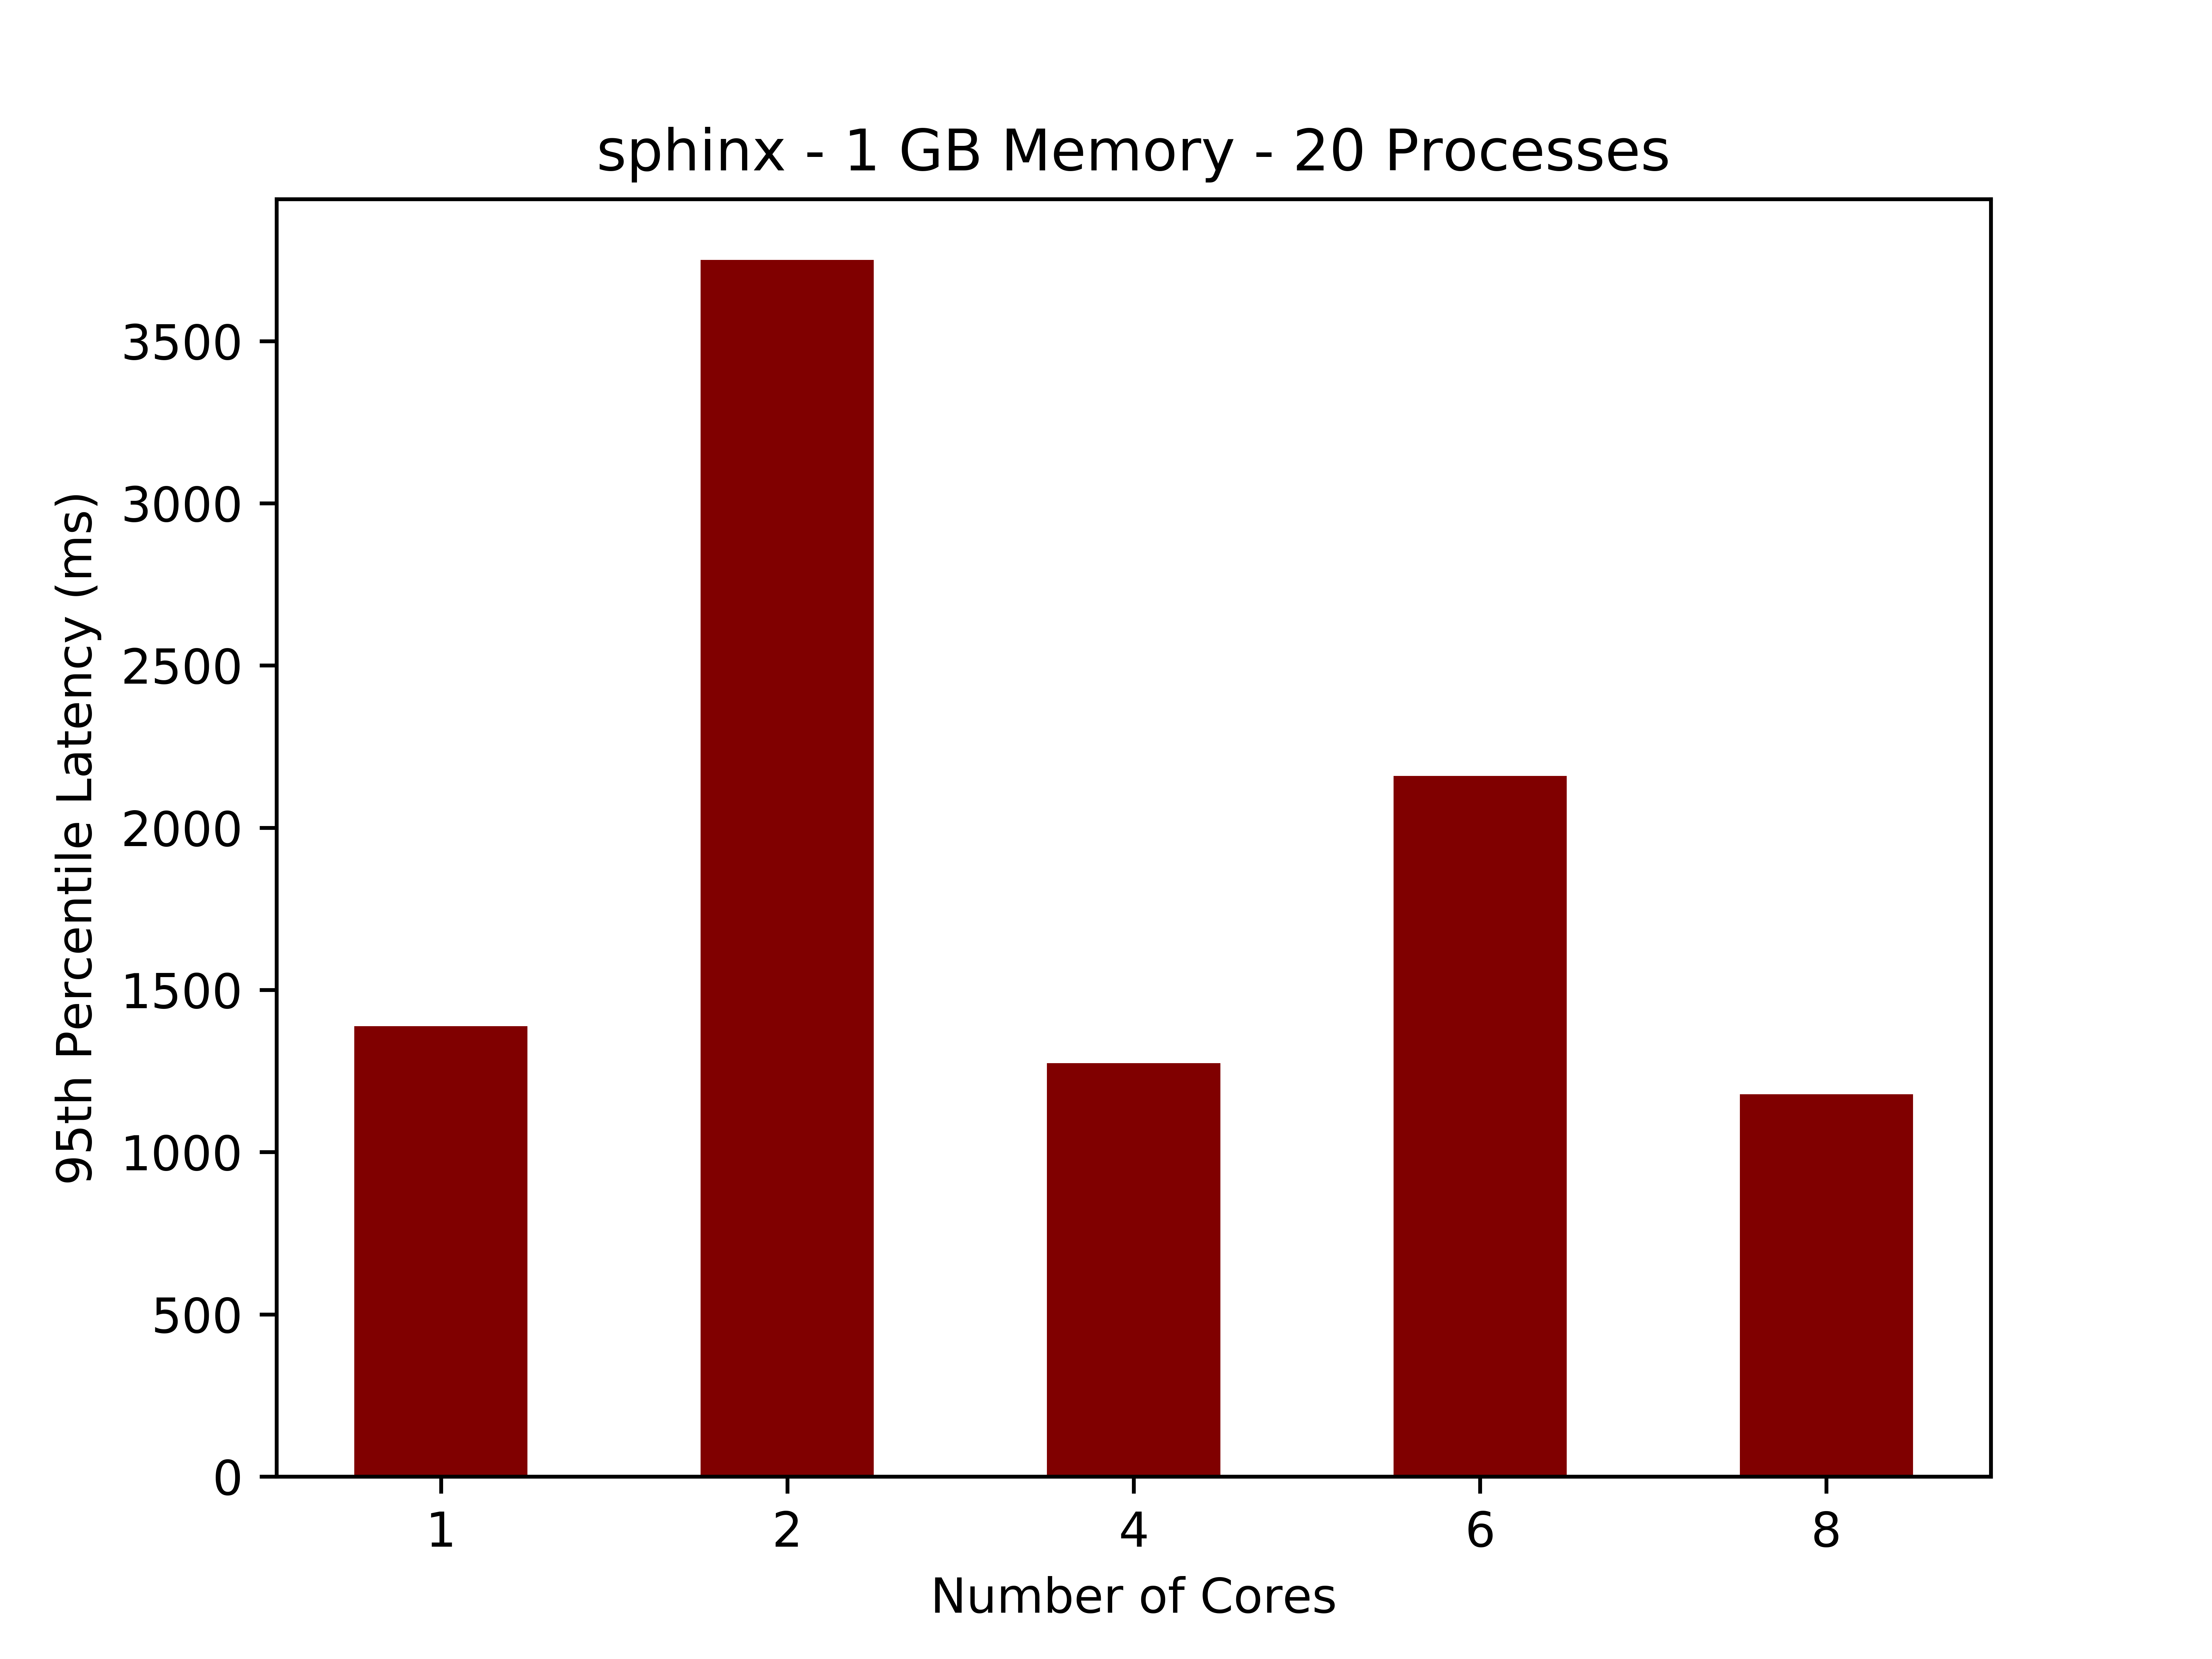 sphinx - 1 GB Memory - 20 Processes
95th Percentile Latency (ms)
3500
3000
2500
2000
1500
1000
500
0
1 2 4 6 8
Number of Cores